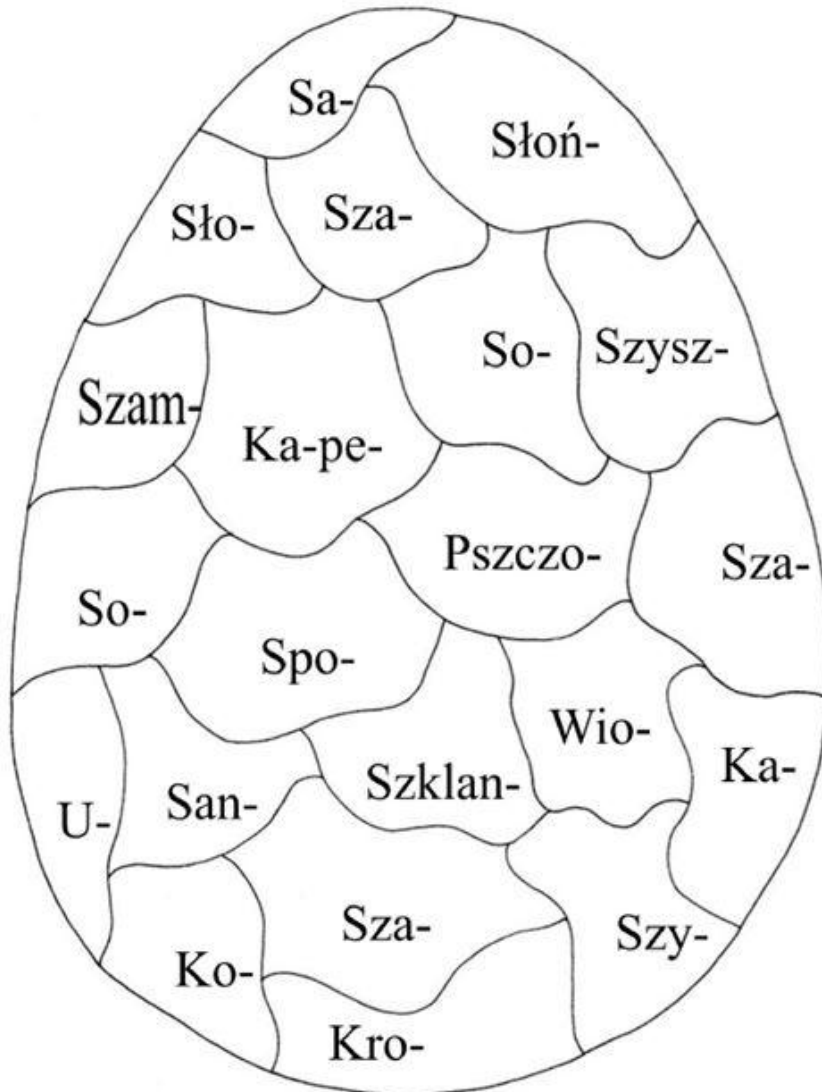 Sa-
Słoń-
Sło-
Sza-
So-
Szysz-
Szam-
Ka-pe-
Pszczo-
Sza-
So-
Spo-
Wio-
Ka-
Szklan-
San-
U-
Sza-
Szy-
Ko-
Kro-